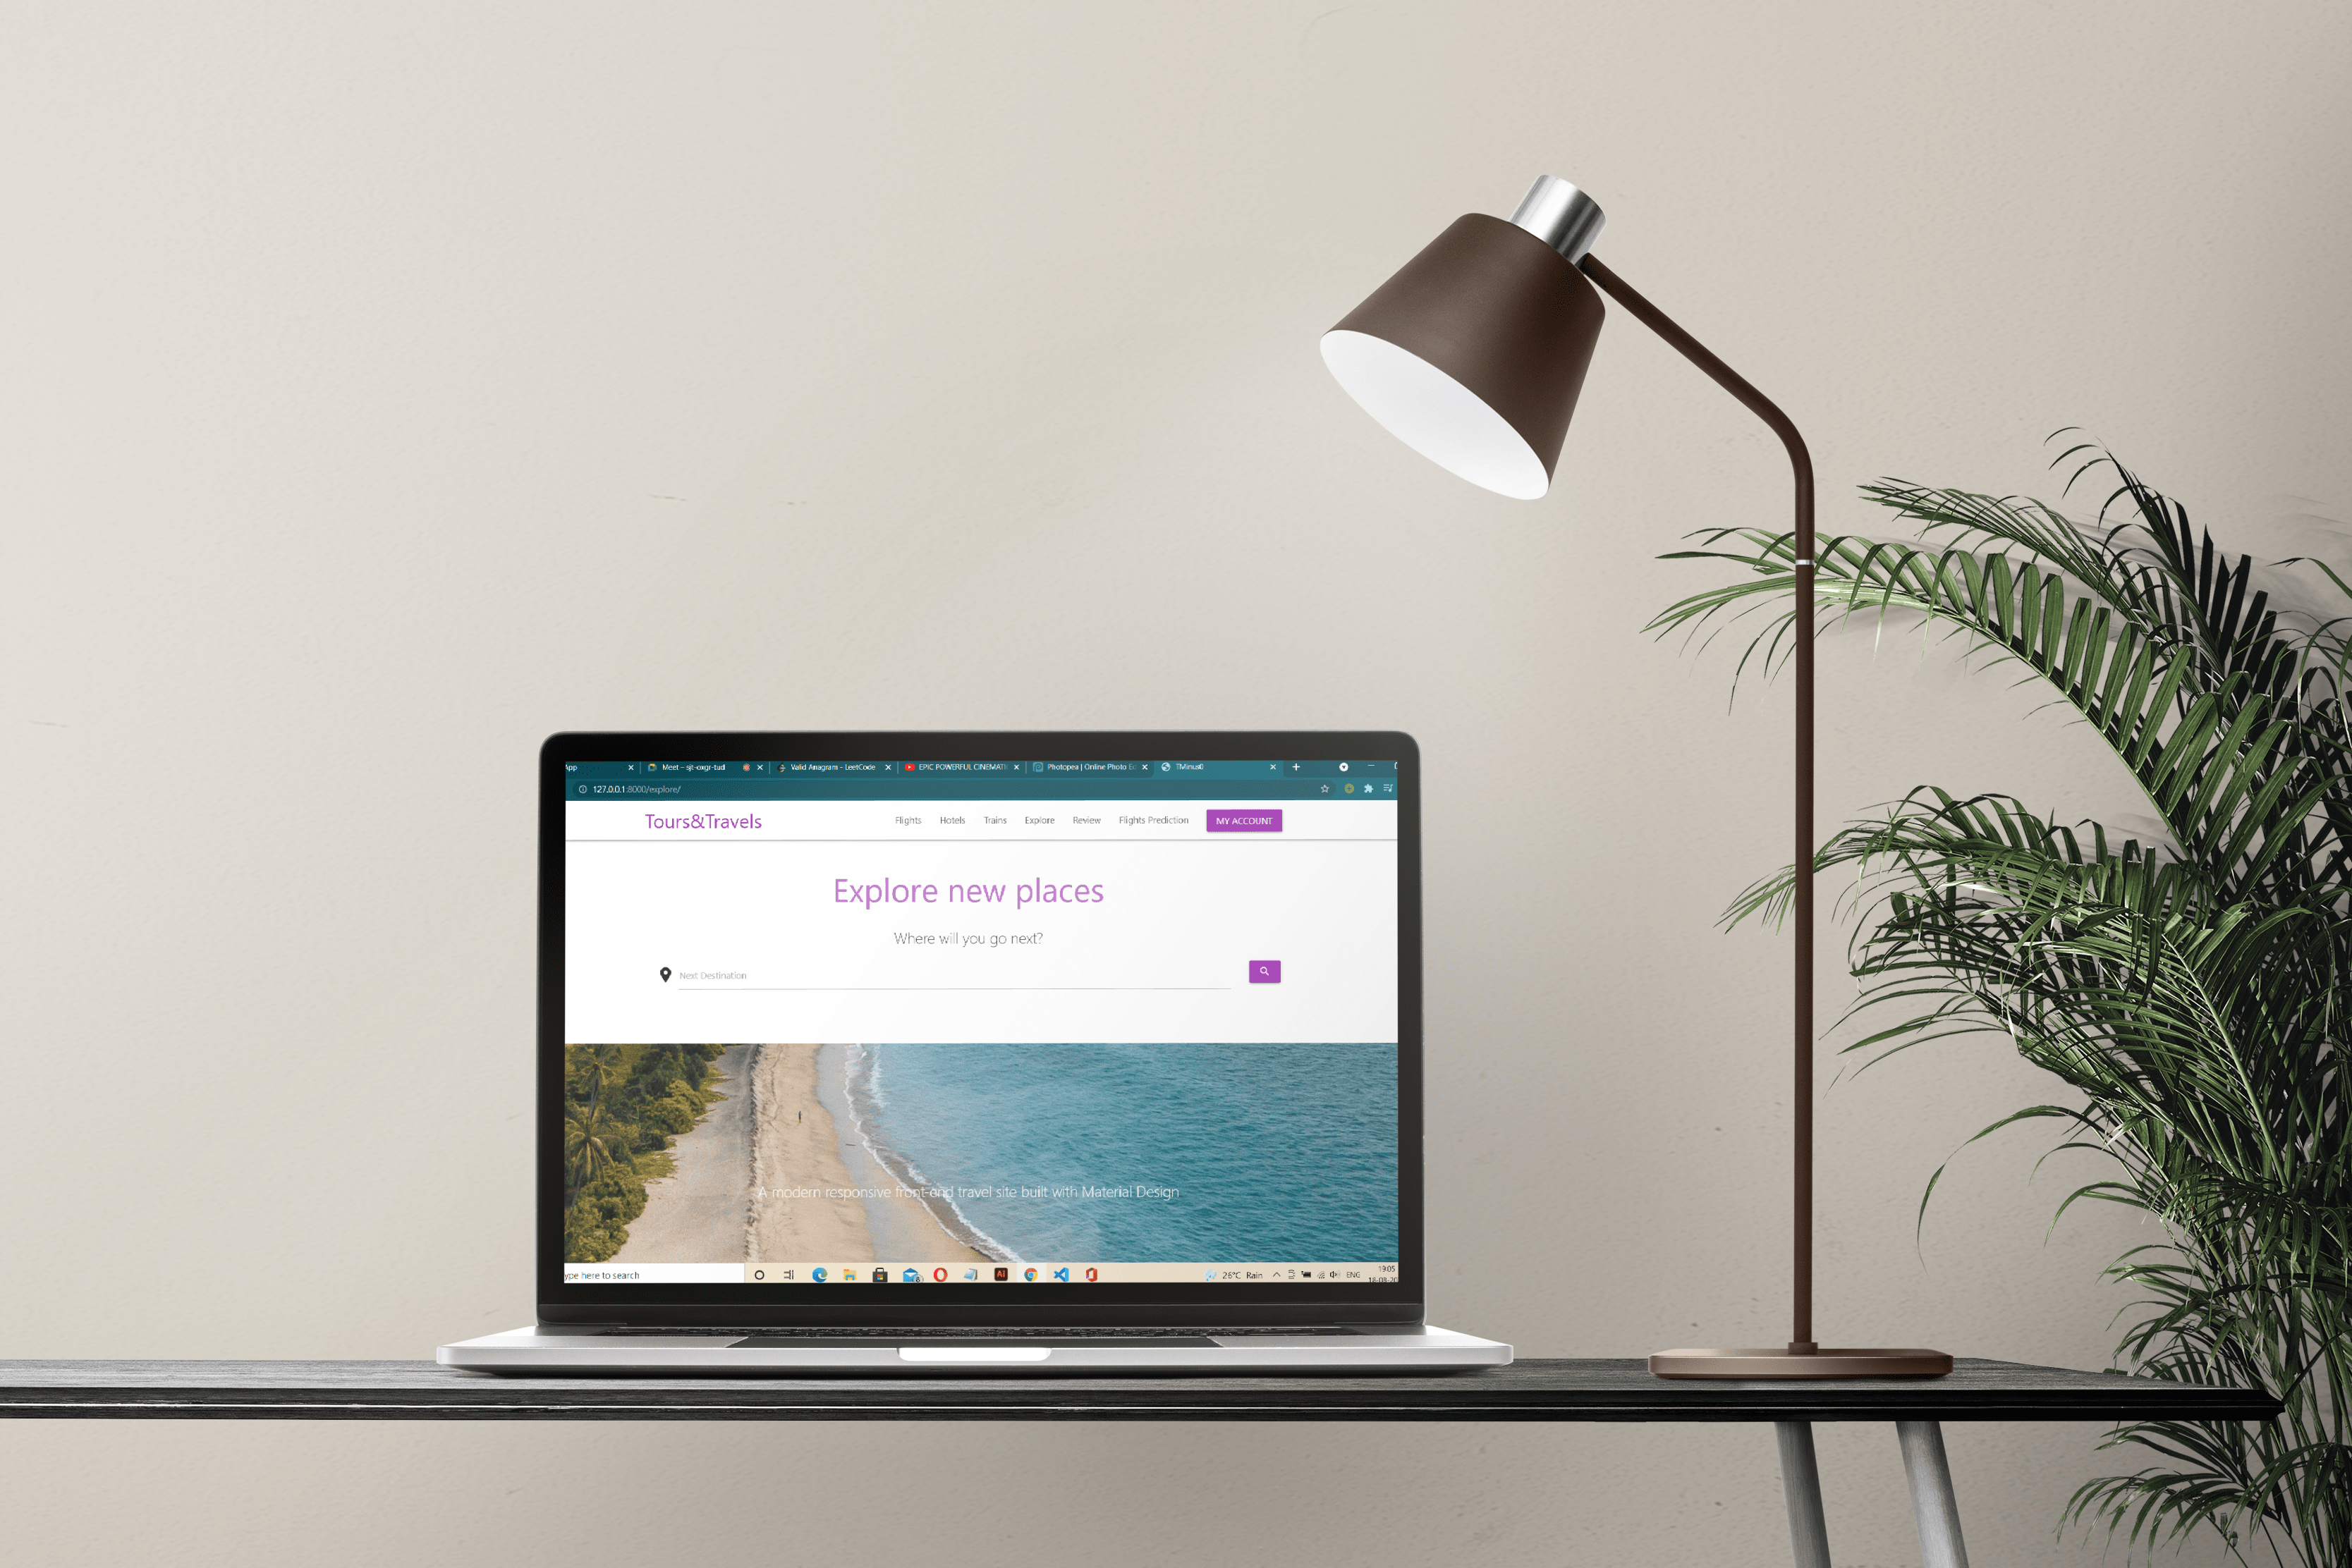 App
Meet – sjt-oxgr-tud
Valid Anagram - LeetCode
EPIC POWERFUL CINEMATI
Photopea | Online Photo Ed
TMinus0
127.0.0.1:8000/explore/
Tours&Travels
Flights
Hotels
Trains
Explore
Review
Flights Prediction
MY ACCOUNT
Explore new places
Where will you go next?
Next Destination
A modern responsive front-end travel site built with Material Design
ype here to search
Ai
26°C Rain
ENG
19:05
18-08-20